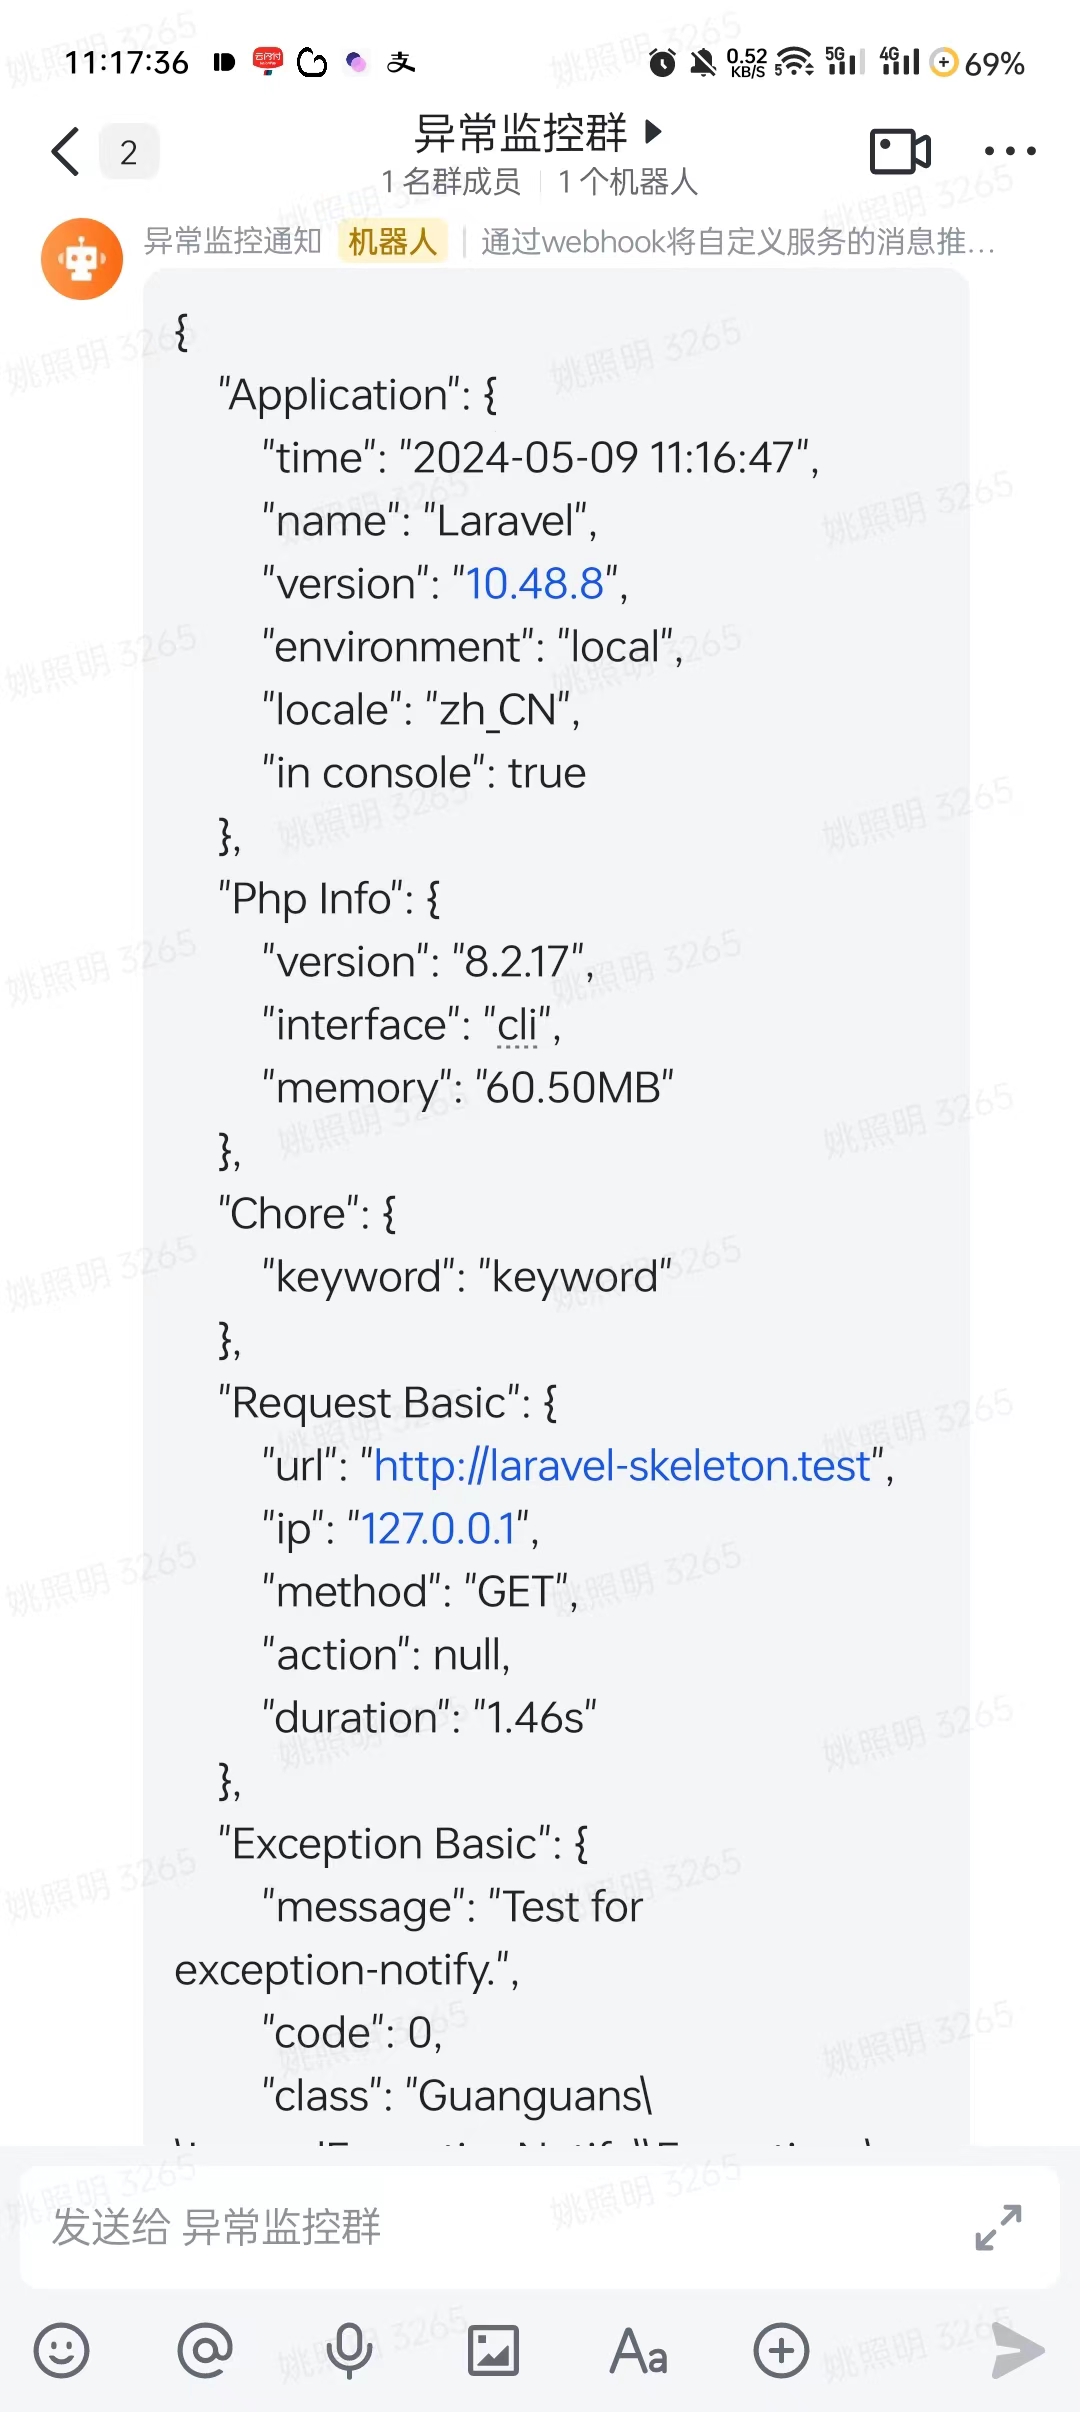 11:17:36
0.52 KB/S 5 5G 4G 69%
2
异常监控群
1 名群成员 1 个机器人
异常监控通知 机器人 通过webhook将自定义服务的消息推...
{
"Application": {
"time": "2024-05-09 11:16:47",
"name": "Laravel",
"version": "10.48.8",
"environment": "local",
"locale": "zh_CN",
"in console": true
},
"Php Info": {
"version": "8.2.17",
"interface": "cli",
"memory": "60.50MB"
},
"Chore": {
"keyword": "keyword"
},
"Request Basic": {
"url": "http://laravel-skeleton.test",
"ip": "127.0.0.1",
"method": "GET",
"action": null,
"duration": "1.46s"
},
"Exception Basic": {
"message": "Test for
exception-notify.",
"code": 0,
"class": "Guanguans\
发送给 异常监控群
Aa
姚照明 3265